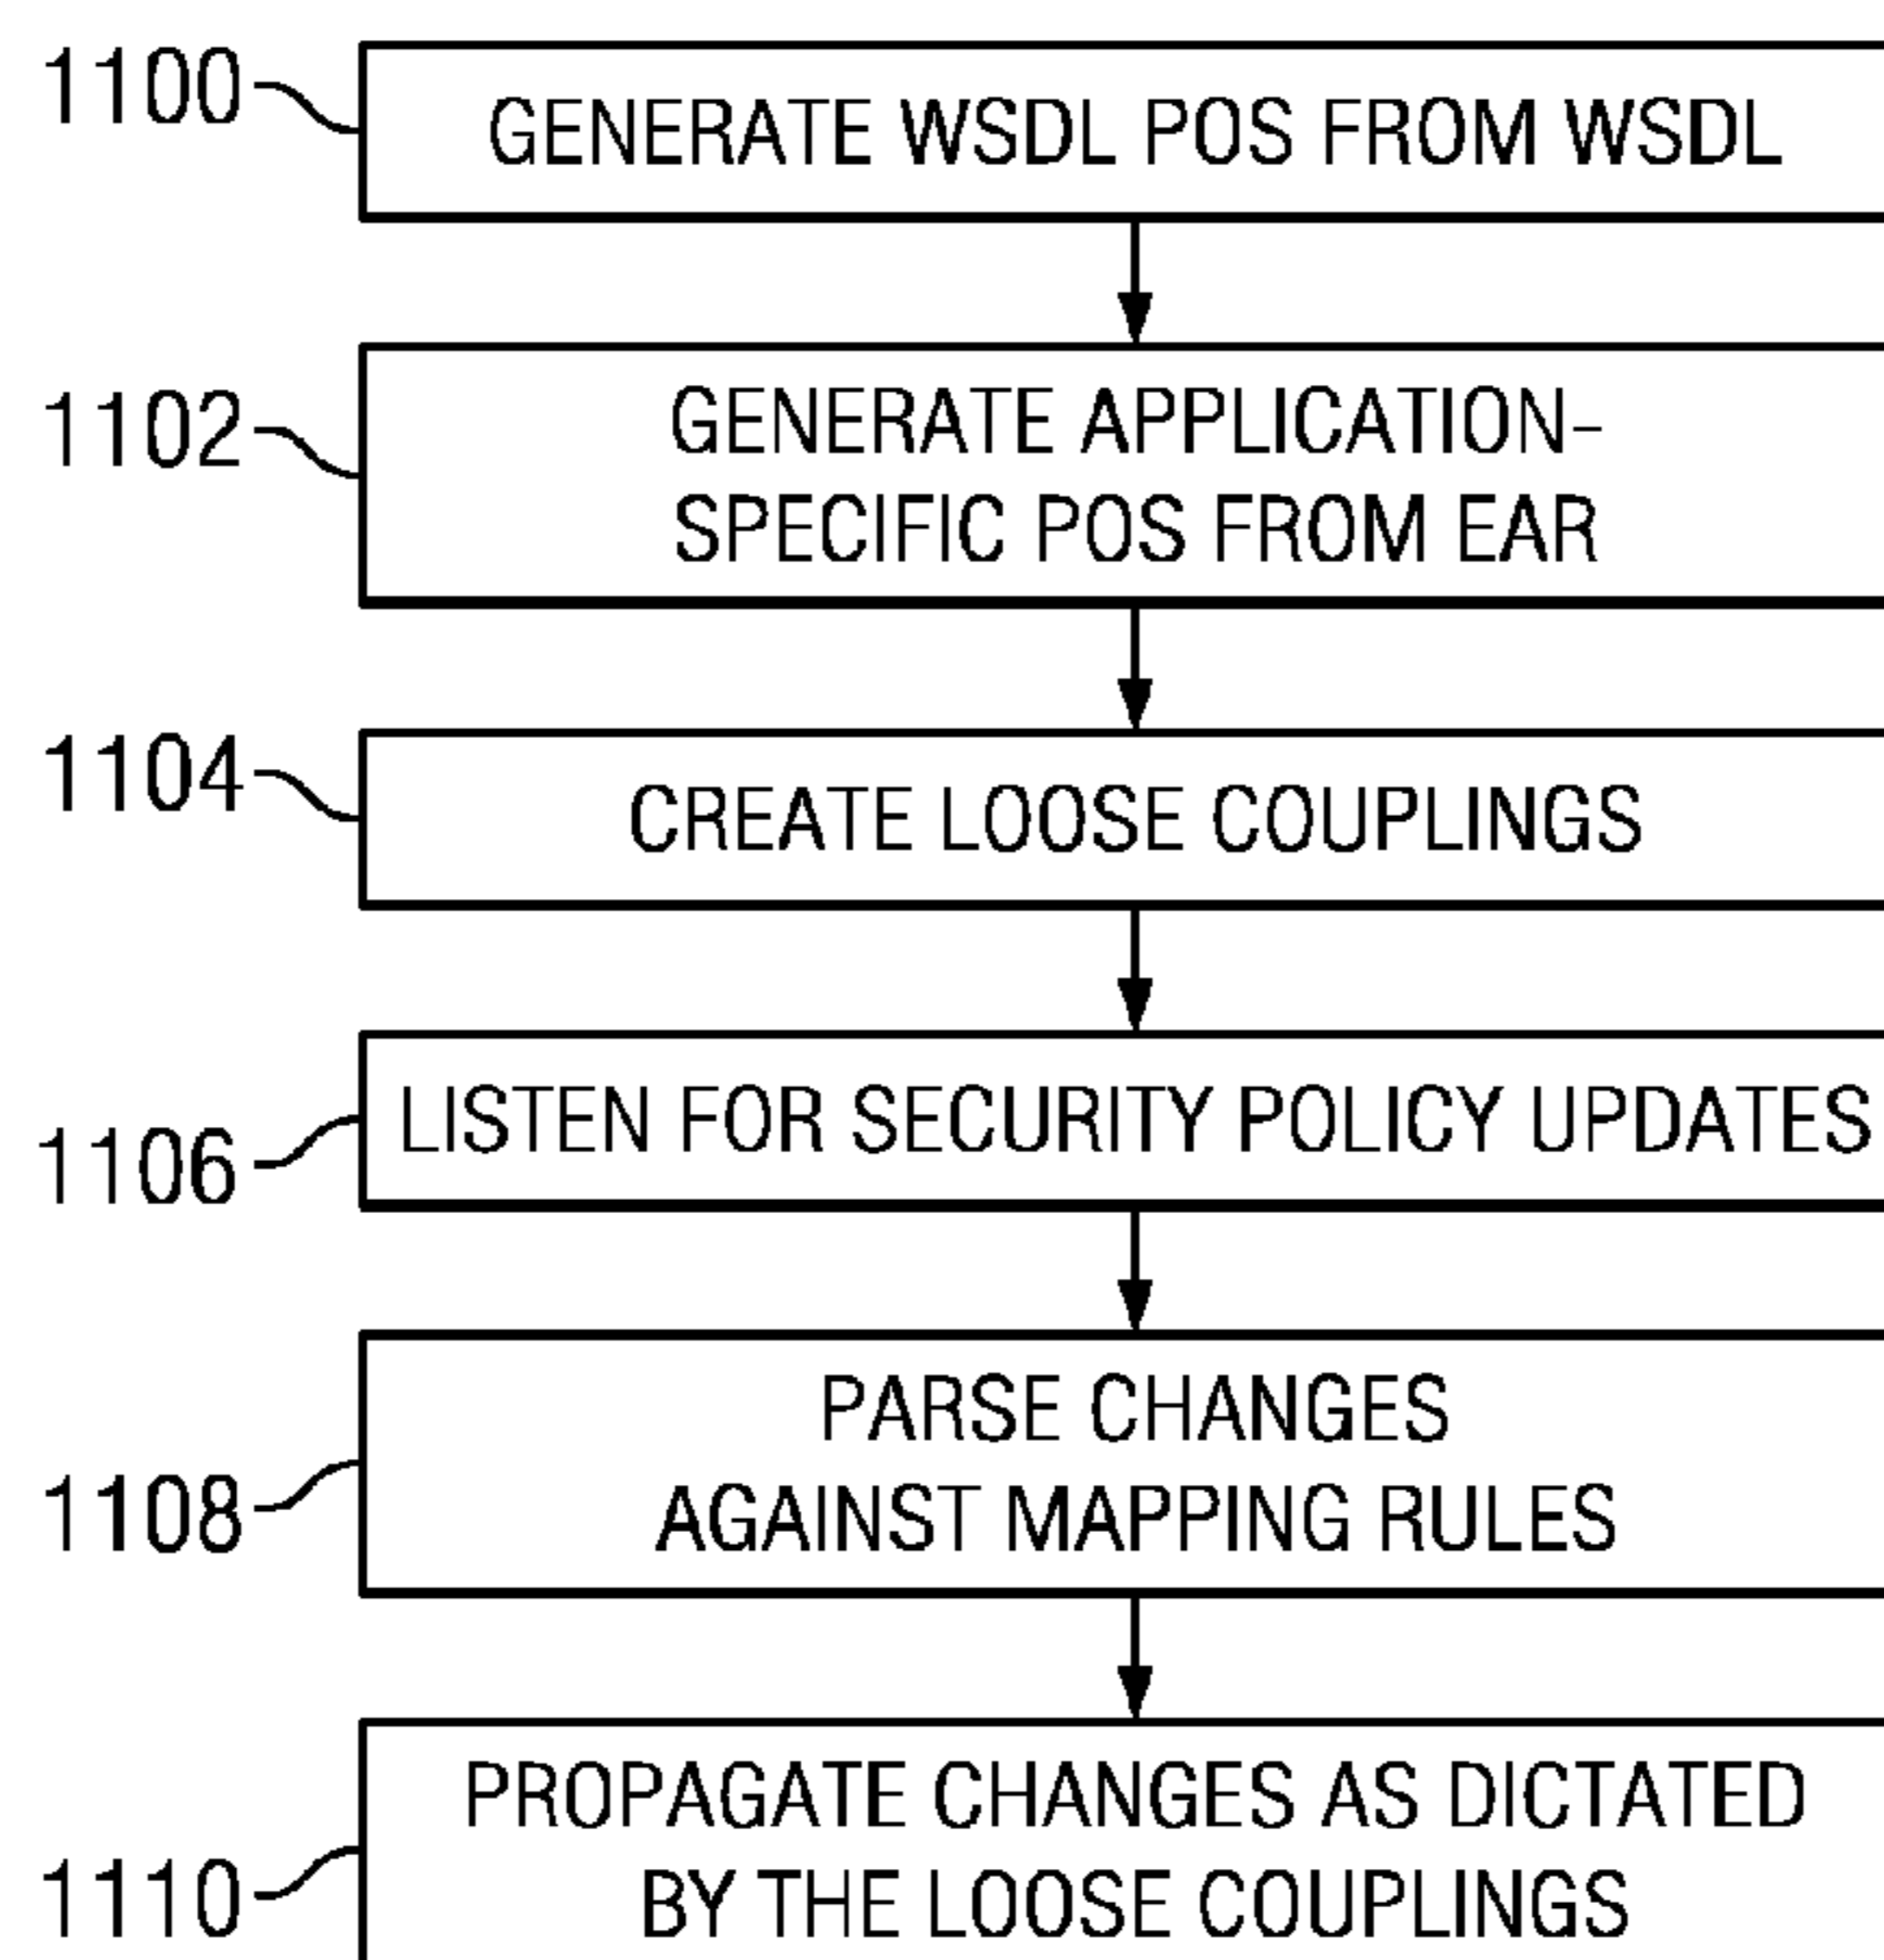 1100
GENERATE WSDL POS FROM WSDL
1102
GENERATE APPLICATION-
SPECIFIC POS FROM EAR
1104
CREATE LOOSE COUPLINGS
1106
LISTEN FOR SECURITY POLICY UPDATES
1108
PARSE CHANGES
AGAINST MAPPING RULES
1110
PROPAGATE CHANGES AS DICTATED
BY THE LOOSE COUPLINGS